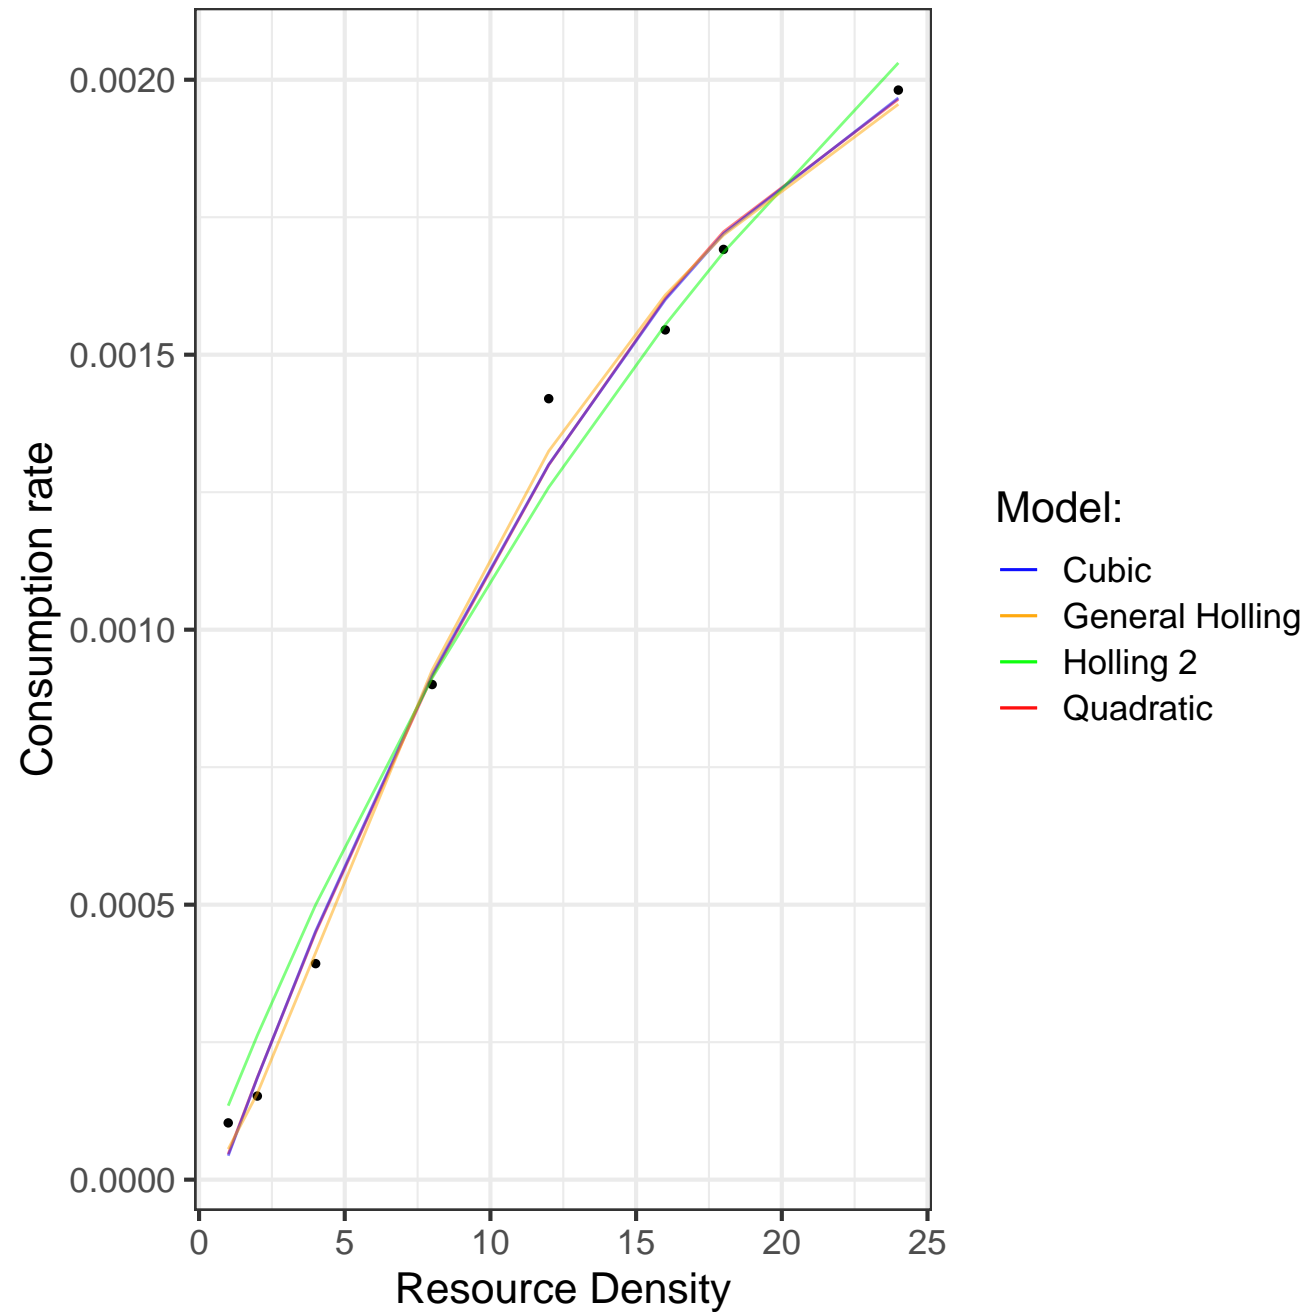 0.0020
0.0015
0.0010
0.0005
0.0000
Consumption rate
0 5 10 15 20 25
Resource Density
Model:
Cubic
General Holling
Holling 2
Quadratic